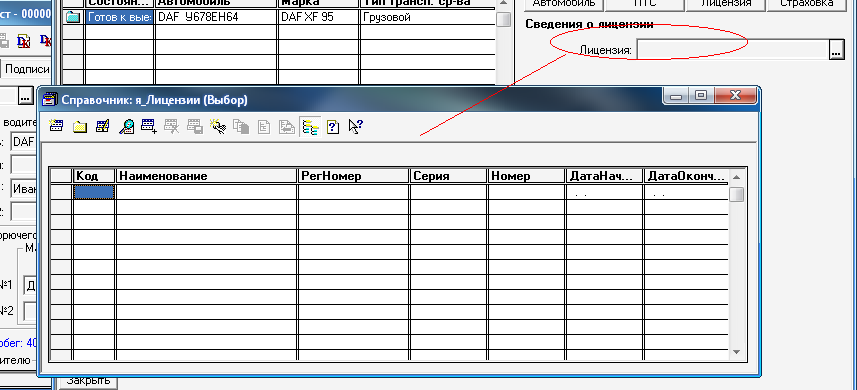 ст - 00000
Подписи
водите
DAF
Иван
орючего
М
№1
Д
№2
обег: 40
ителю
Состоян...
Автомобиль
Марка
Тип трансп. ср-ва
Готов к вые:
DAF У678ЕН64
DAF XF 95
Грузовой
Автомобиль
ПТС
Лицензия
Страховка
Сведения о лицензии
Лицензия:
...
Справочник: я_Лицензии (Выбор)
Код
Наименование
РегНомер
Серия
Номер
ДатаНач...
ДатаОконч...
. .
. .
Закрыть